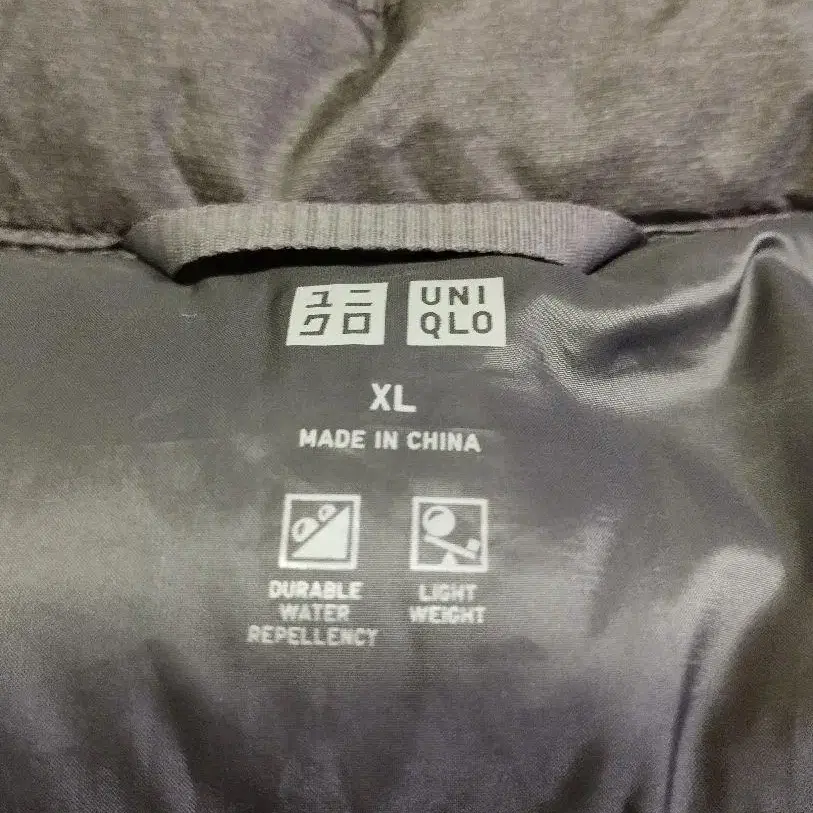 ユニ
クロ
UNI
QLO
XL
MADE IN CHINA
DURABLE
WATER
REPELLENCY
LIGHT
WEIGHT